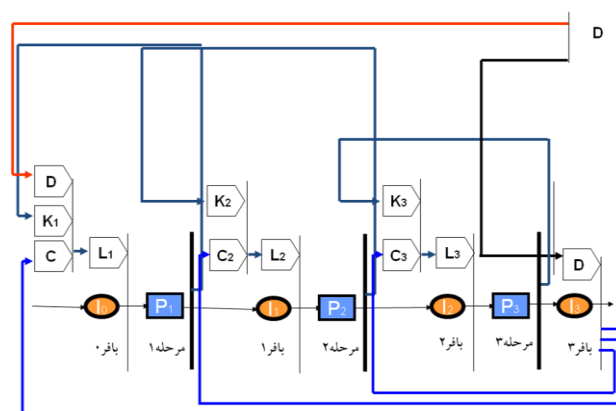 D
D
K1
K2
K3
C
L1
C2
L2
C3
L3
D
I0
P1
I1
P2
I2
P3
I3
بافر۰
مرحله۱
بافر۱
مرحله۲
بافر۲
مرحله۳
بافر۳